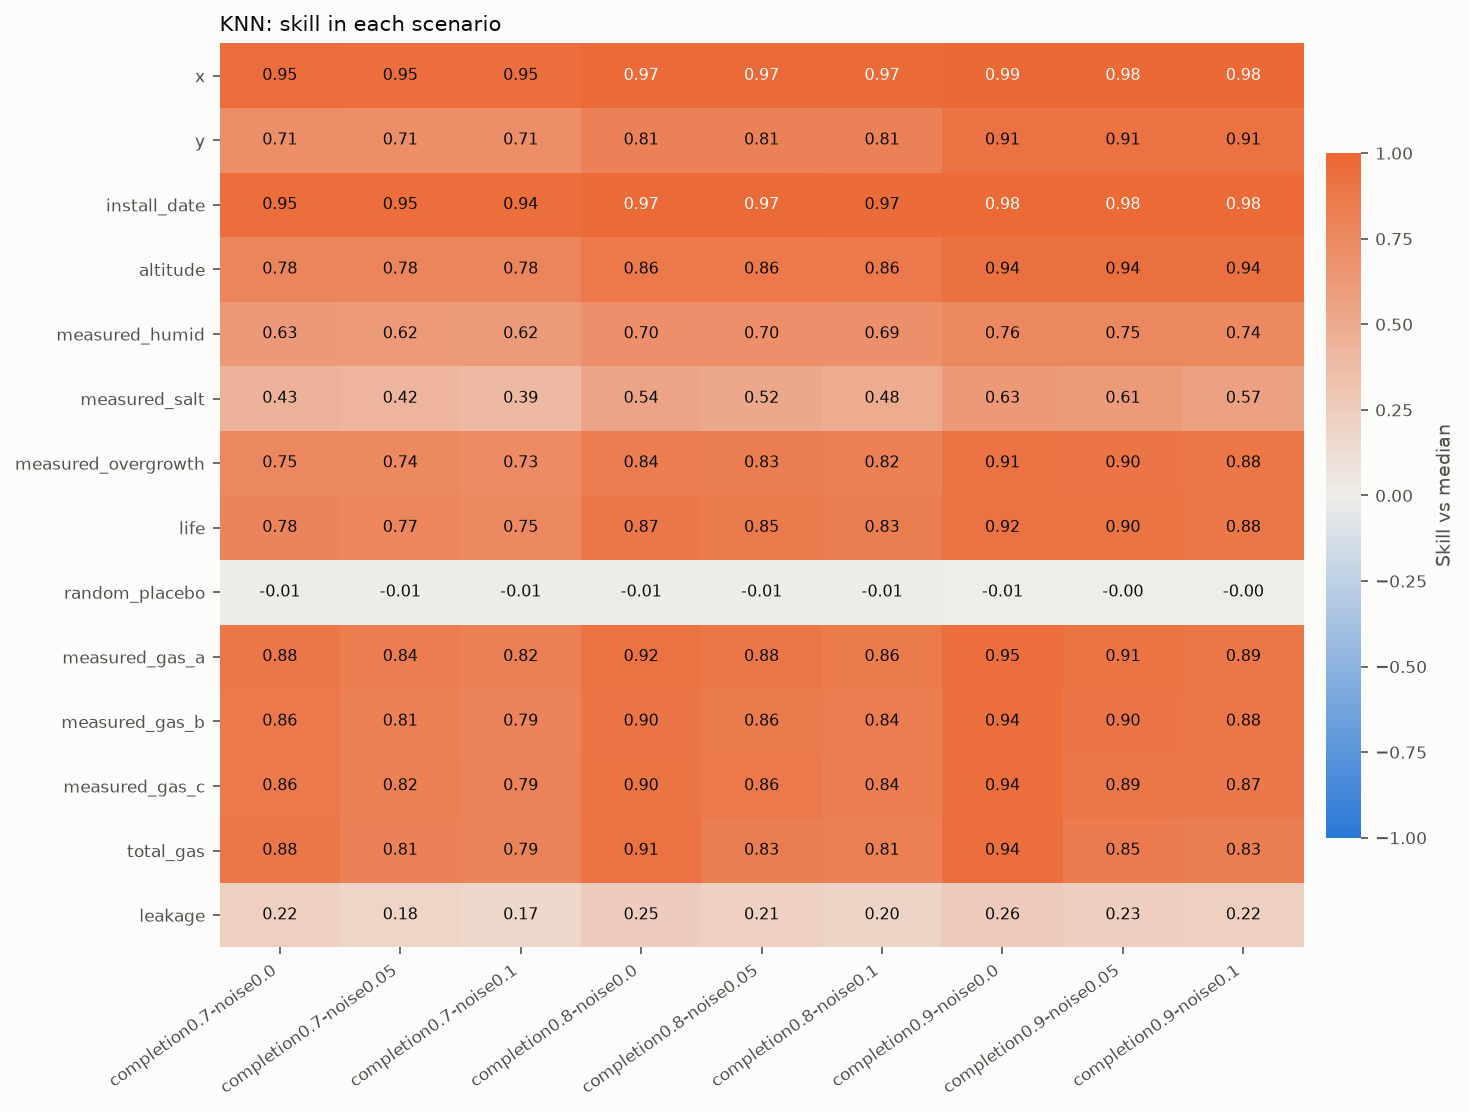 KNN: skill in each scenario
x 0.95 0.95 0.95 0.97 0.97 0.97 0.99 0.98 0.98
y 0.71 0.71 0.71 0.81 0.81 0.81 0.91 0.91 0.91
install_date 0.95 0.95 0.94 0.97 0.97 0.97 0.98 0.98 0.98
altitude 0.78 0.78 0.78 0.86 0.86 0.86 0.94 0.94 0.94
measured_humid 0.63 0.62 0.62 0.70 0.70 0.69 0.76 0.75 0.74
measured_salt 0.43 0.42 0.39 0.54 0.52 0.48 0.63 0.61 0.57
measured_overgrowth 0.75 0.74 0.73 0.84 0.83 0.82 0.91 0.90 0.88
life 0.78 0.77 0.75 0.87 0.85 0.83 0.92 0.90 0.88
random_placebo -0.01 -0.01 -0.01 -0.01 -0.01 -0.01 -0.01 -0.00 -0.00
measured_gas_a 0.88 0.84 0.82 0.92 0.88 0.86 0.95 0.91 0.89
measured_gas_b 0.86 0.81 0.79 0.90 0.86 0.84 0.94 0.90 0.88
measured_gas_c 0.86 0.82 0.79 0.90 0.86 0.84 0.94 0.89 0.87
total_gas 0.88 0.81 0.79 0.91 0.83 0.81 0.94 0.85 0.83
leakage 0.22 0.18 0.17 0.25 0.21 0.20 0.26 0.23 0.22
completion0.7-noise0.0
completion0.7-noise0.05
completion0.7-noise0.1
completion0.8-noise0.0
completion0.8-noise0.05
completion0.8-noise0.1
completion0.9-noise0.0
completion0.9-noise0.05
completion0.9-noise0.1
1.00
0.75
0.50
0.25
0.00
−0.25
−0.50
−0.75
−1.00
Skill vs median